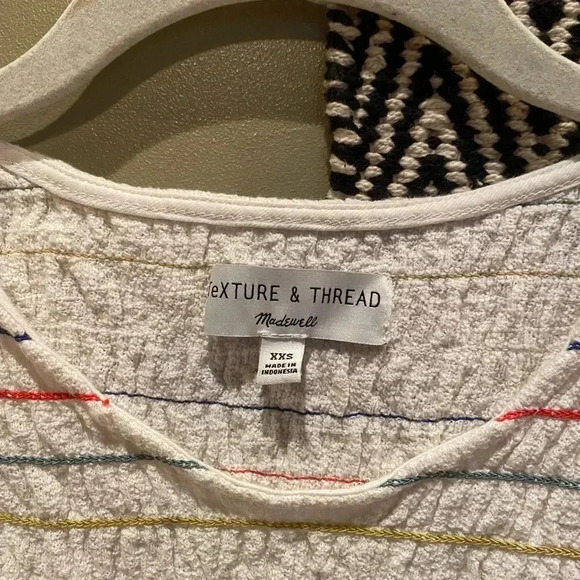 TeXTURE & THREAD
Madewell
XXS
MADE IN
INDONESIA